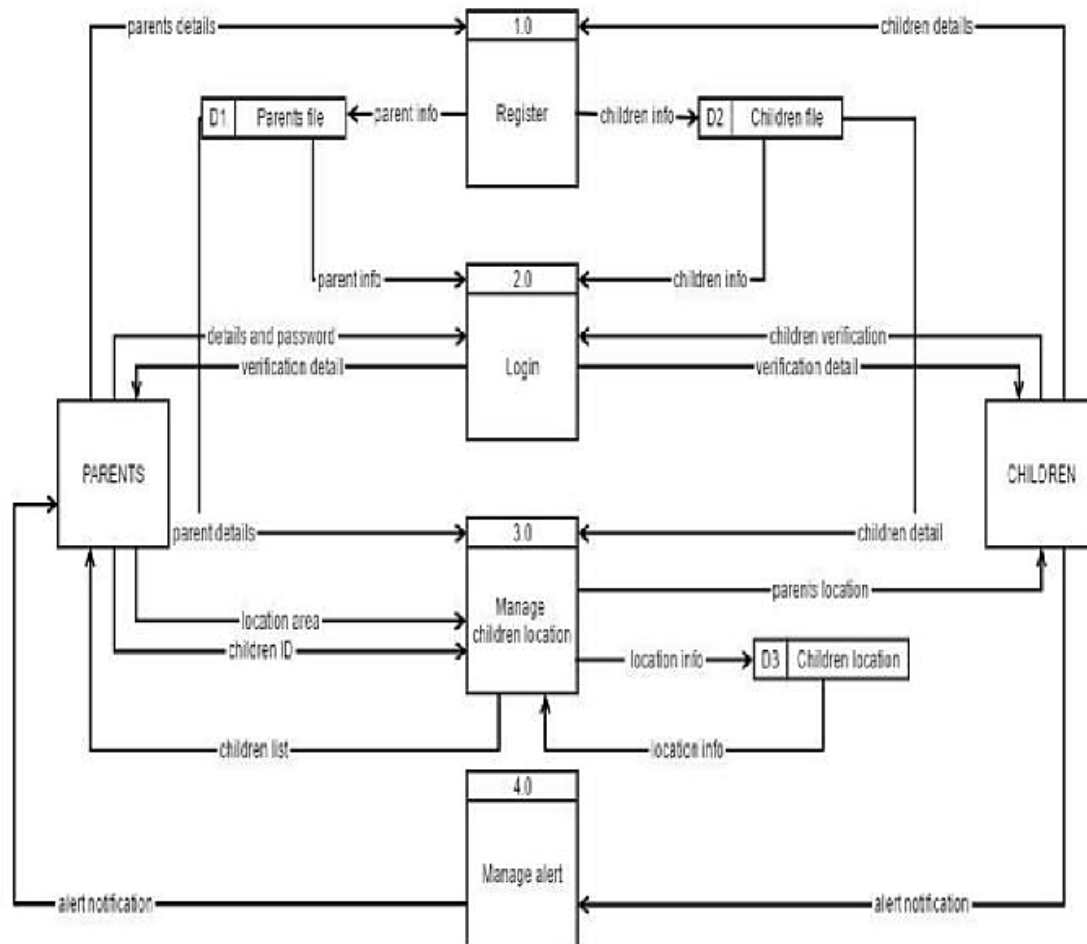 parents details
1.0
children details
D1
Parents file
parent info
Register
children info
D2
Children file
parent info
2.0
children info
details and password
children verification
verification detail
Login
verification detail
PARENTS
CHILDREN
parent details
3.0
children detail
Manage
children location
parents location
location area
children ID
location info
D3
Children location
children list
location info
4.0
Manage alert
alert notification
alert notification